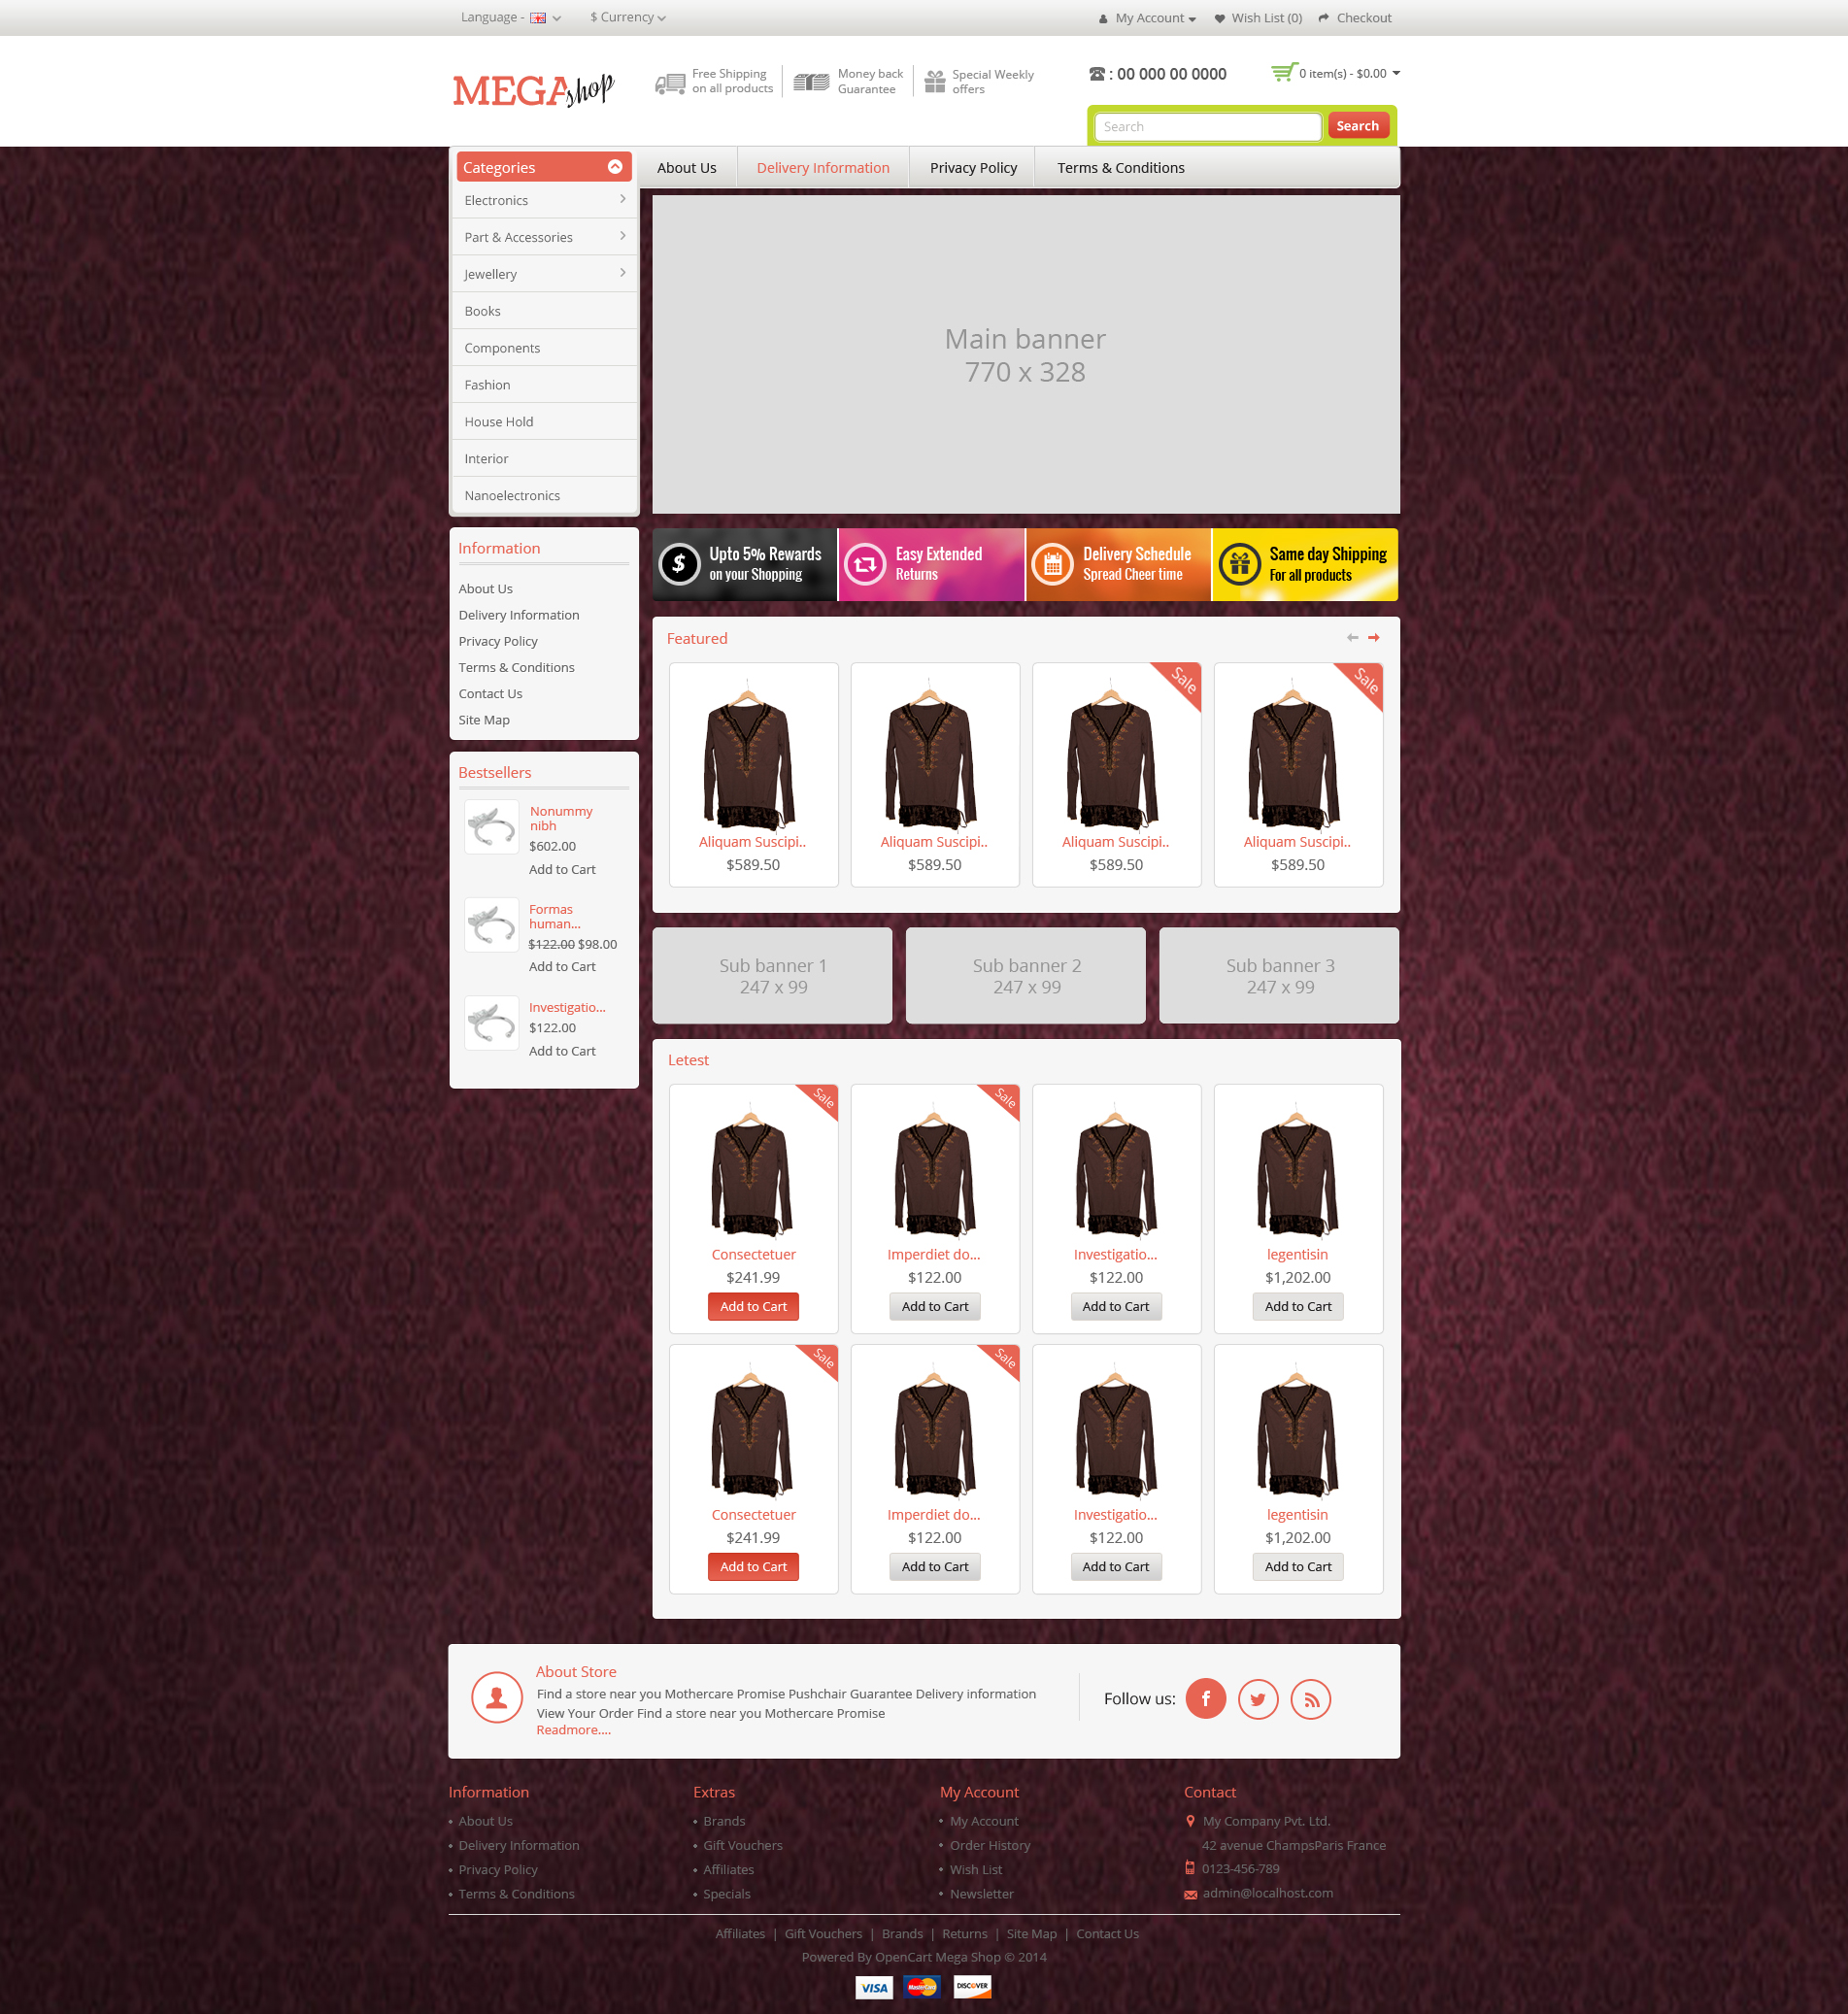 Language -
$ Currency
My Account
Wish List (0)
Checkout
MEGA shop
Free Shipping
on all products
Money back
Guarantee
Special Weekly
offers
: 00 000 00 0000
0 item(s) - $0.00
Search
Search
Categories
About Us
Delivery Information
Privacy Policy
Terms & Conditions
Electronics
Part & Accessories
Jewellery
Books
Components
Fashion
House Hold
Interior
Nanoelectronics
Main banner
770 x 328
$
Upto 5% Rewards
on your Shopping
Easy Extended
Returns
Delivery Schedule
Spread Cheer time
Same day Shipping
For all products
Information
About Us
Delivery Information
Privacy Policy
Terms & Conditions
Contact Us
Site Map
Bestsellers
Nonummy
nibh
$602.00
Add to Cart
Formas
human...
$122.00 $98.00
Add to Cart
Investigatio...
$122.00
Add to Cart
Featured
Aliquam Suscipi..
$589.50
Aliquam Suscipi..
$589.50
Sale
Aliquam Suscipi..
$589.50
Sale
Aliquam Suscipi..
$589.50
Sub banner 1
247 x 99
Sub banner 2
247 x 99
Sub banner 3
247 x 99
Letest
Sale
Consectetuer
$241.99
Add to Cart
Sale
Imperdiet do...
$122.00
Add to Cart
Investigatio...
$122.00
Add to Cart
legentisin
$1,202.00
Add to Cart
Sale
Consectetuer
$241.99
Add to Cart
Sale
Imperdiet do...
$122.00
Add to Cart
Investigatio...
$122.00
Add to Cart
legentisin
$1,202.00
Add to Cart
About Store
Find a store near you Mothercare Promise Pushchair Guarantee Delivery information
View Your Order Find a store near you Mothercare Promise
Readmore....
Follow us:
Information
About Us
Delivery Information
Privacy Policy
Terms & Conditions
Extras
Brands
Gift Vouchers
Affiliates
Specials
My Account
My Account
Order History
Wish List
Newsletter
Contact
My Company Pvt. Ltd.
42 avenue ChampsParis France
0123-456-789
admin@localhost.com
Affiliates | Gift Vouchers | Brands | Returns | Site Map | Contact Us
Powered By OpenCart Mega Shop © 2014
VISA
MasterCard
DISCOVER